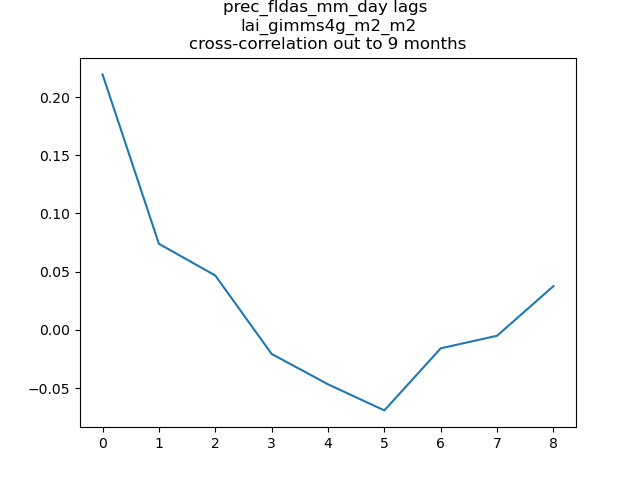 prec_fldas_mm_day lags
lai_gimms4g_m2_m2
cross-correlation out to 9 months
0.20
0.15
0.10
0.05
0.00
−0.05
0 1 2 3 4 5 6 7 8